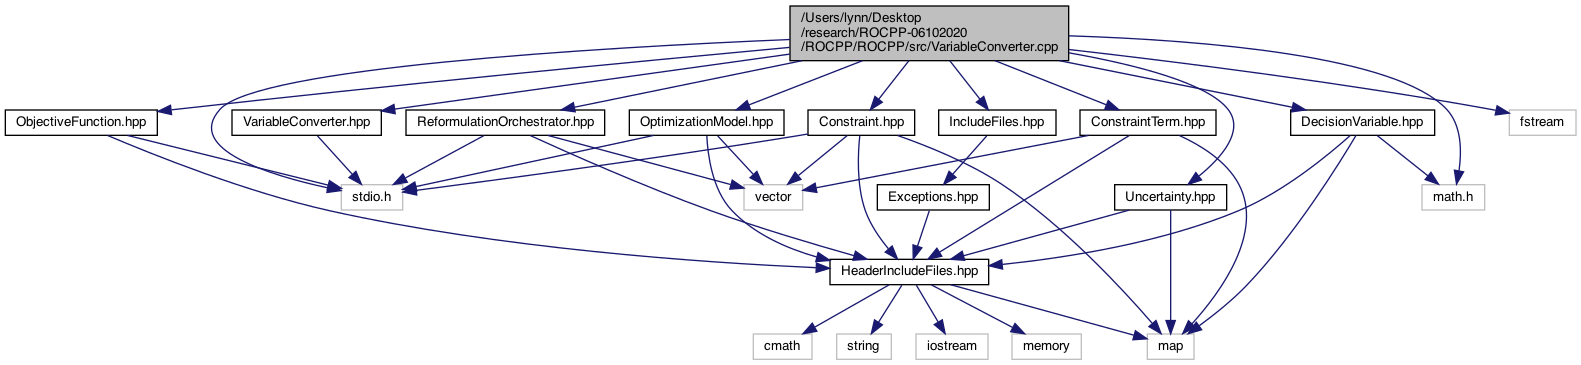 /Users/lynn/Desktop
/research/ROCPP-06102020
/ROCPP/ROCPP/src/VariableConverter.cpp
ObjectiveFunction.hpp
VariableConverter.hpp
ReformulationOrchestrator.hpp
OptimizationModel.hpp
Constraint.hpp
IncludeFiles.hpp
ConstraintTerm.hpp
DecisionVariable.hpp
fstream
stdio.h
vector
Exceptions.hpp
Uncertainty.hpp
math.h
HeaderIncludeFiles.hpp
cmath
string
iostream
memory
map